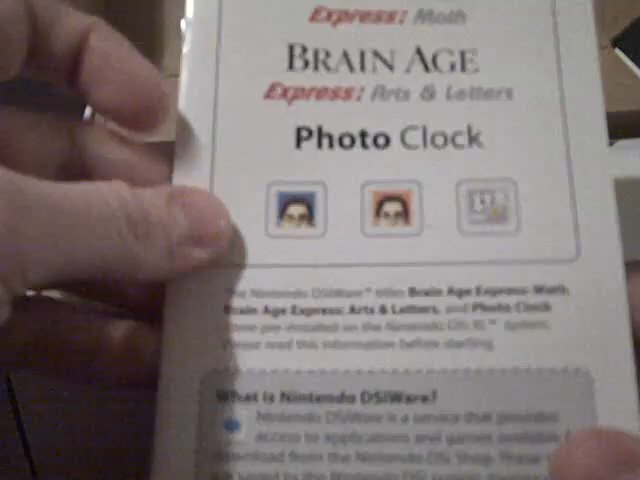 Express: Math
BRAIN AGE
Express: Arts & Letters
Photo Clock
The Nintendo DSiWare™ titles Brain Age Express: Math,
Brain Age Express: Arts & Letters, and Photo Clock
come pre-installed on the Nintendo DSi XL™ system.
Please read this information before starting.
What is Nintendo DSiWare?
Nintendo DSiWare is a service that provides
access to applications and games available
download from the Nintendo DSi Shop. These